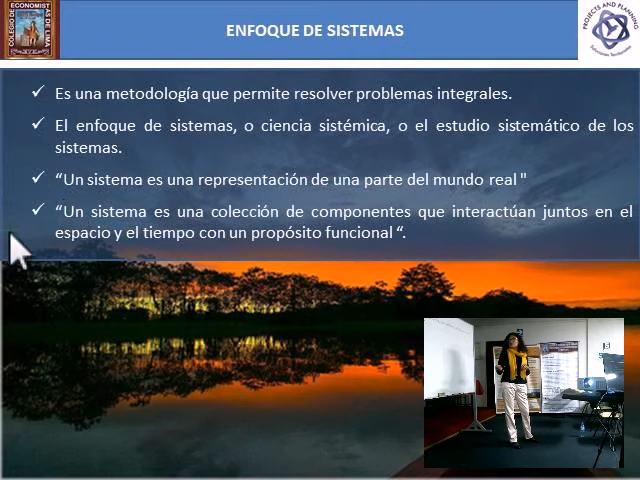 COLEGIO DE ECONOMISTAS DE LIMA
ENFOQUE DE SISTEMAS
PROJECTS AND PLANNING
✓ Es una metodología que permite resolver problemas integrales.
✓ El enfoque de sistemas, o ciencia sistémica, o el estudio sistemático de los
sistemas.
✓ “Un sistema es una representación de una parte del mundo real "
✓ “Un sistema es una colección de componentes que interactúan juntos en el
espacio y el tiempo con un propósito funcional “.